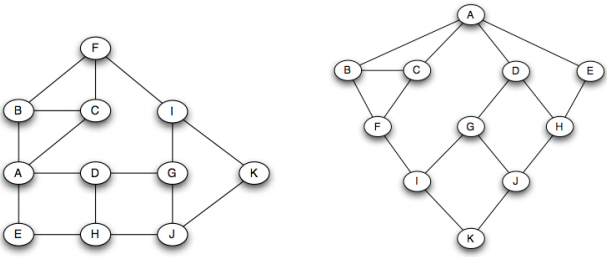 F
B C I
A D G K
E H J
A
B C D E
F G H
I J
K